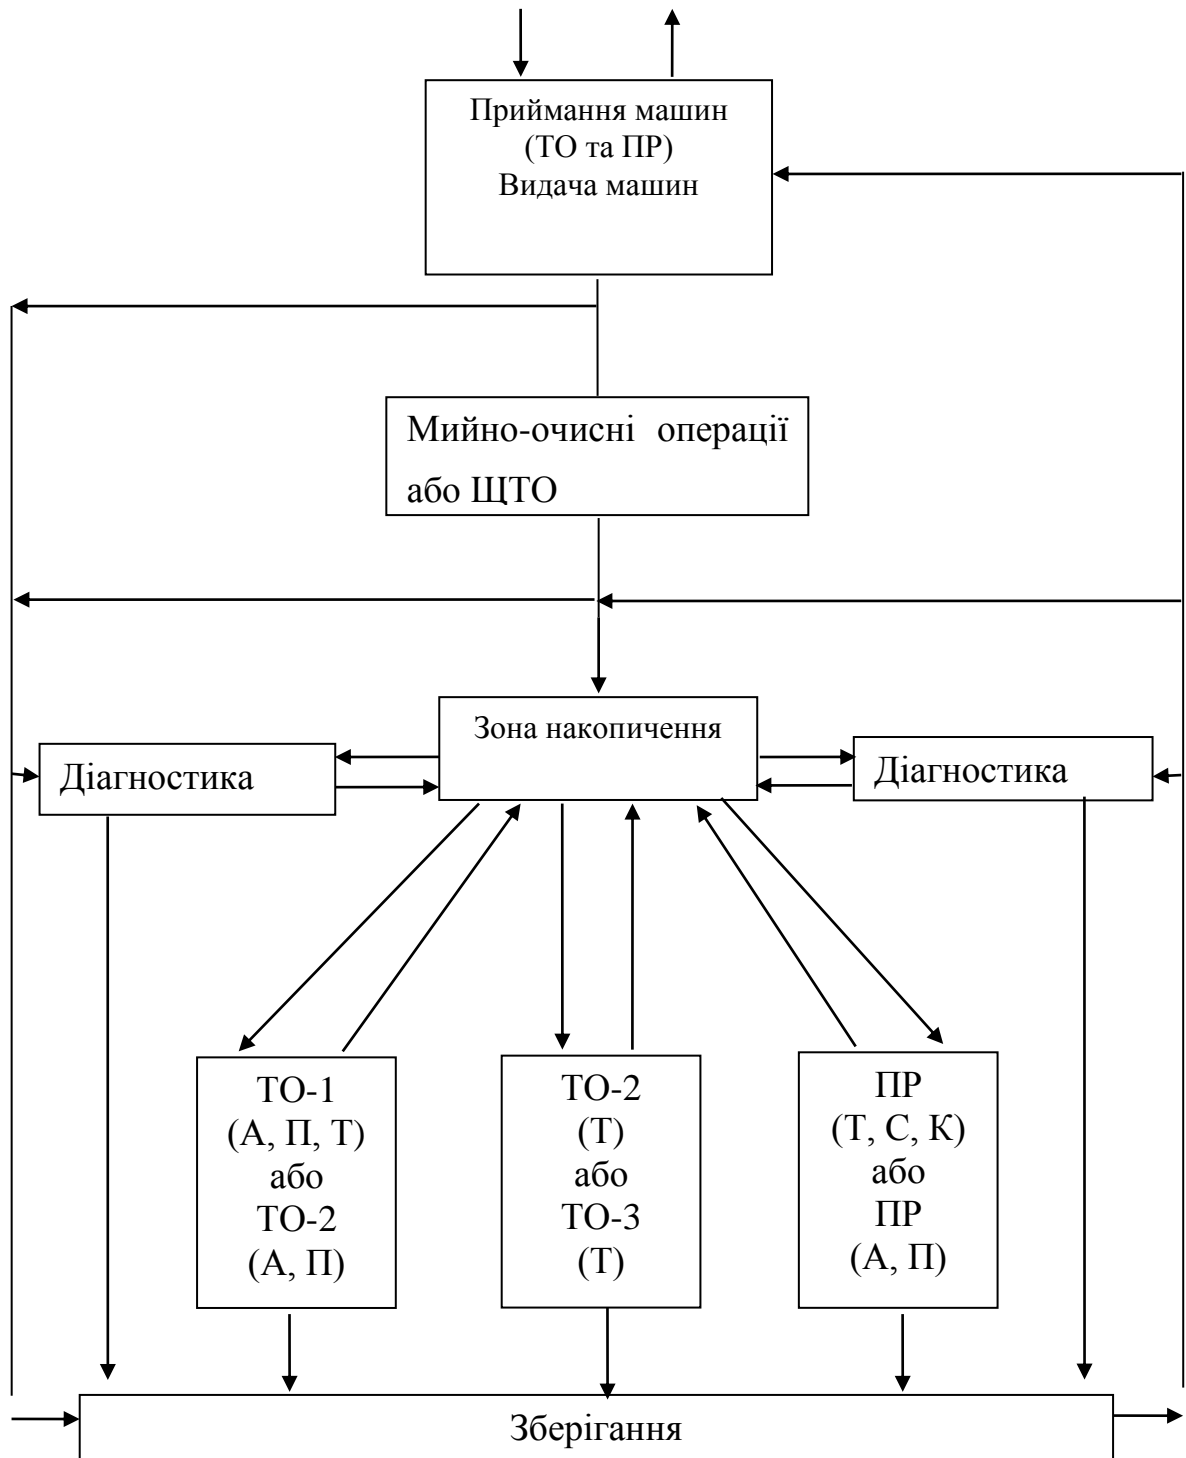 Приймання машин
(ТО та ПР)
Видача машин
Мийно-очисні операції
або ЩТО
Зона накопичення
Діагностика
Діагностика
ТО-1
(А, П, Т)
або
ТО-2
(А, П)
ТО-2
(Т)
або
ТО-3
(Т)
ПР
(Т, С, К)
або
ПР
(А, П)
Зберігання